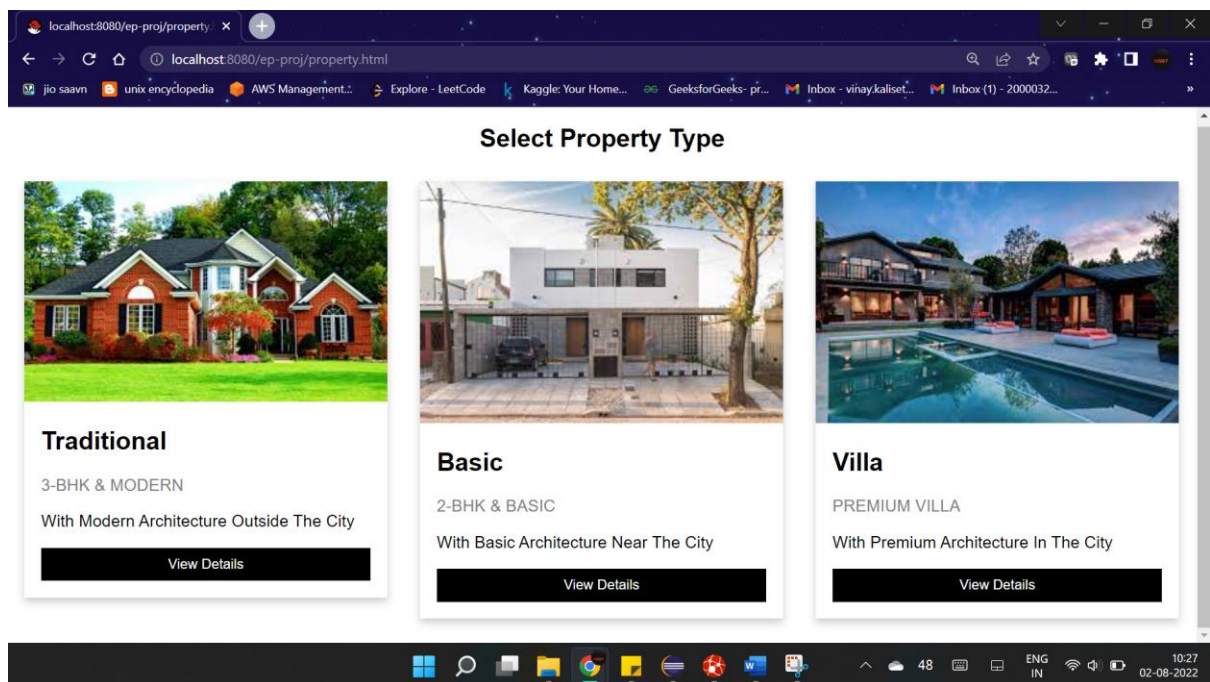 localhost:8080/ep-proj/property.
localhost:8080/ep-proj/property.html
jio saavn unix encyclopedia AWS Management... Explore - LeetCode Kaggle: Your Home... GeeksforGeeks- pr... Inbox - vinay.kaliset... Inbox (1) - 2000032... »
Select Property Type
Traditional
3-BHK & MODERN
With Modern Architecture Outside The City
View Details
Basic
2-BHK & BASIC
With Basic Architecture Near The City
View Details
Villa
PREMIUM VILLA
With Premium Architecture In The City
View Details
48
ENG
IN
10:27
02-08-2022